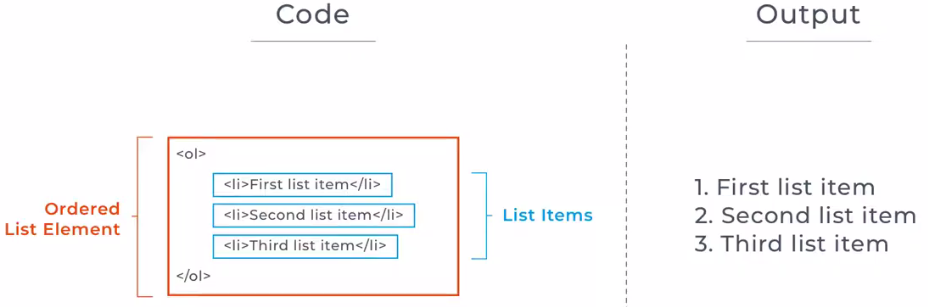 Code
Output
<ol>
<li>First list item</li>
<li>Second list item</li>
<li>Third list item</li>
</ol>
Ordered
List Element
List Items
1. First list item
2. Second list item
3. Third list item